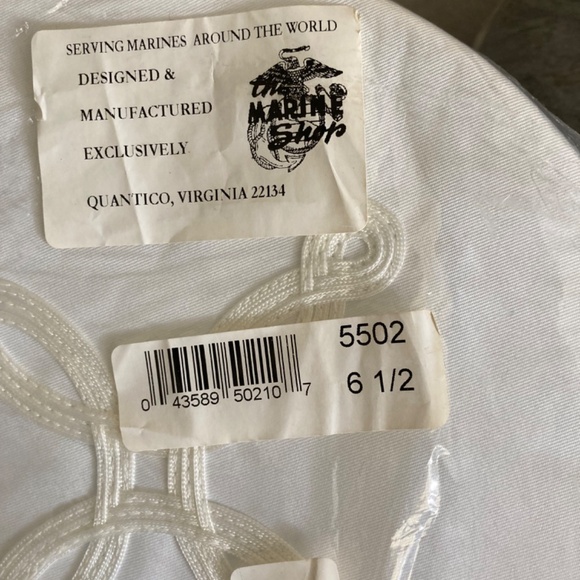 SERVING MARINES AROUND THE WORLD
DESIGNED &
MANUFACTURED
EXCLUSIVELY
the
MARINE
Shop
QUANTICO, VIRGINIA 22134
5502
6 1/2
0 43589 50210 7